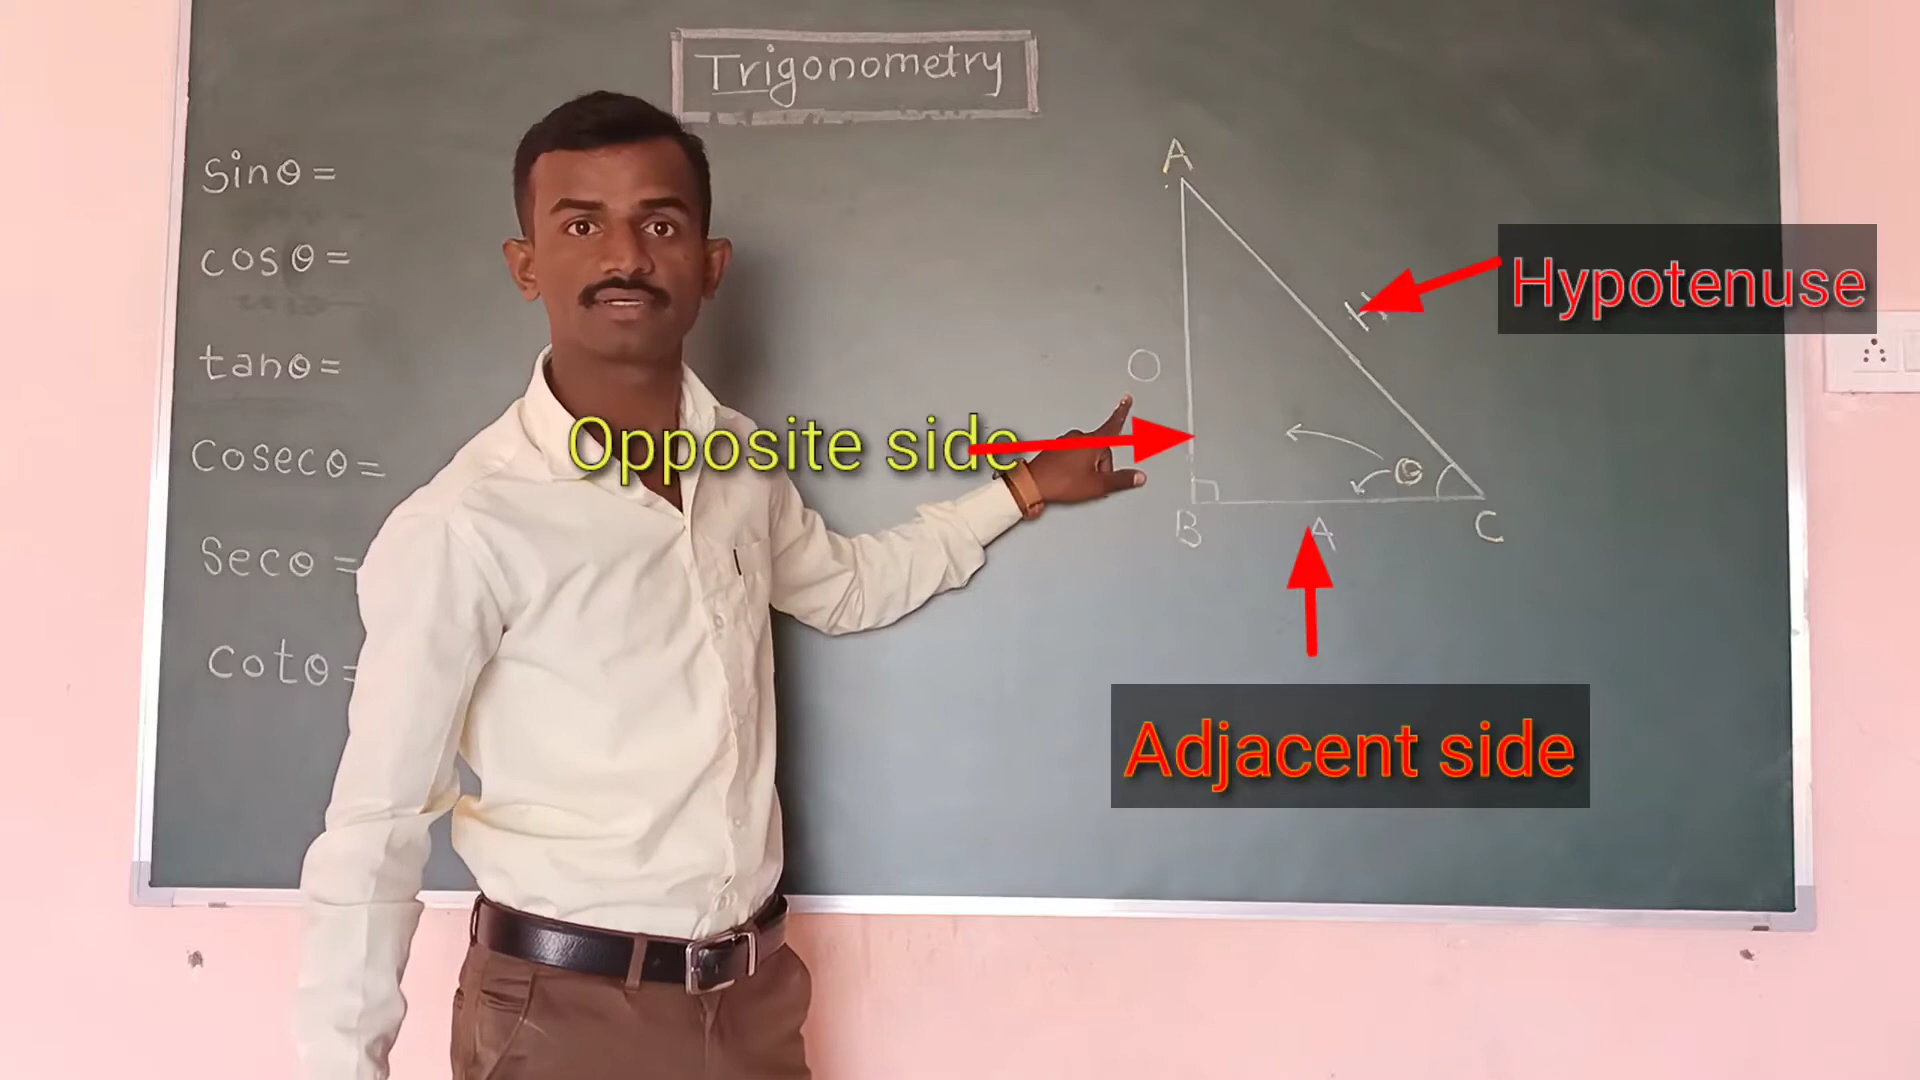 Trigonometry
sinθ=
cosθ=
tanθ=
cosecθ=
secθ=
cotθ=
A
H
Hypotenuse
O
Opposite side
θ
B
A
C
Adjacent side